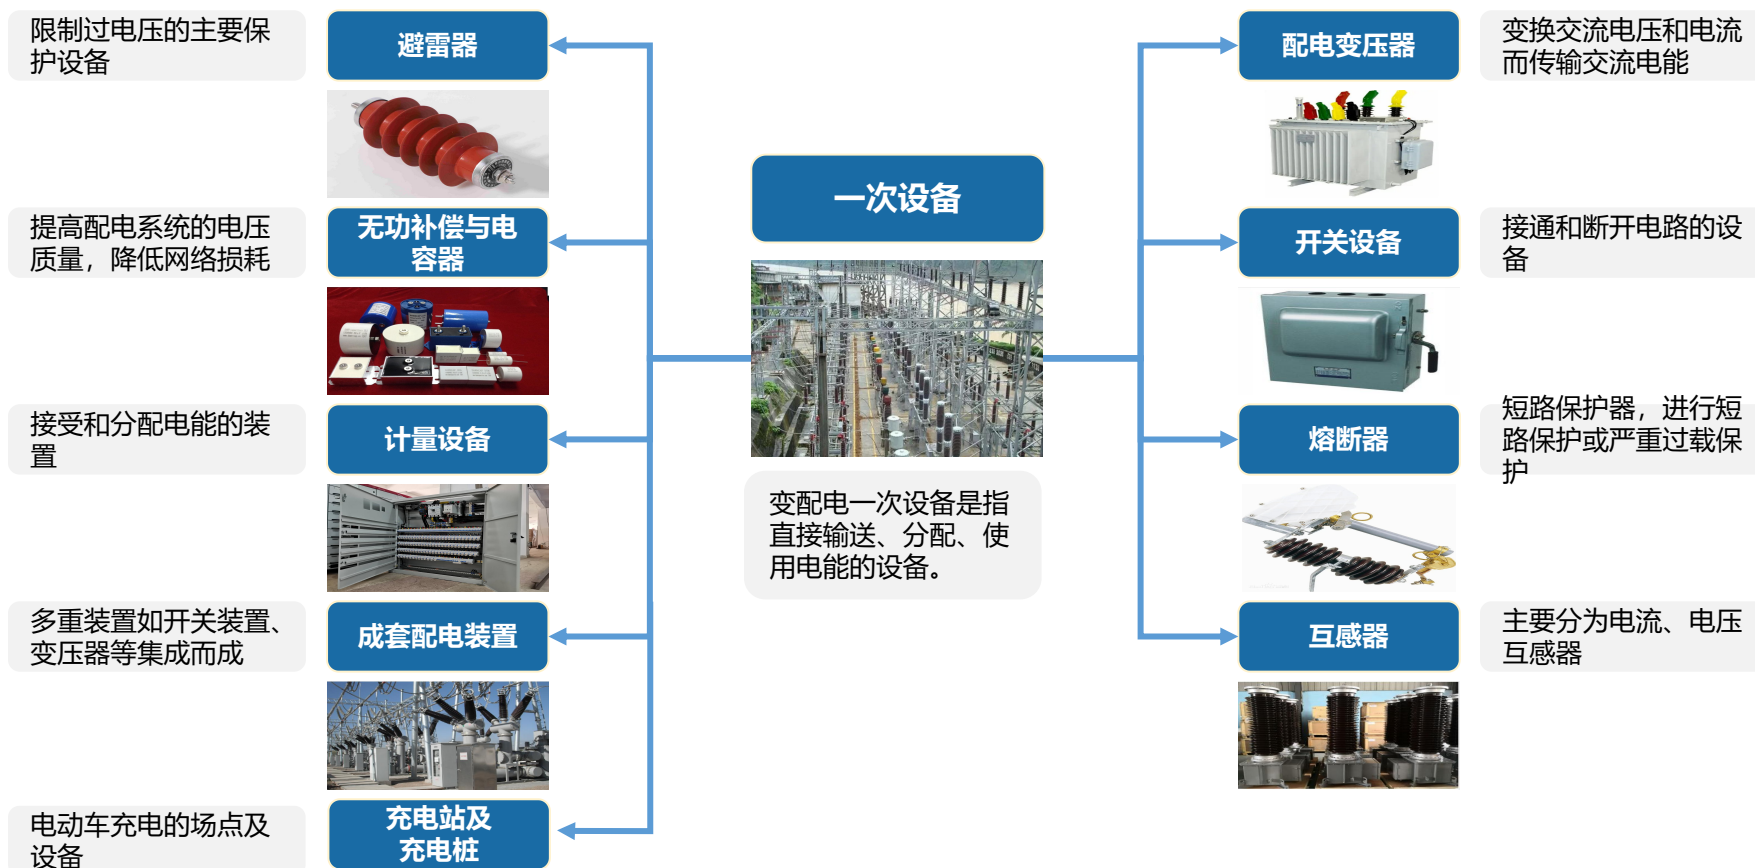 限制过电压的主要保
护设备
避雷器
提高配电系统的电压
质量，降低网络损耗
无功补偿与电
容器
接受和分配电能的装
置
计量设备
多重装置如开关装置、
变压器等集成而成
成套配电装置
电动车充电的场点及
设备
充电站及
充电桩
一次设备
变配电一次设备是指
直接输送、分配、使
用电能的设备。
配电变压器
变换交流电压和电流
而传输交流电能
开关设备
接通和断开电路的设
备
熔断器
短路保护器，进行短
路保护或严重过载保
护
互感器
主要分为电流、电压
互感器